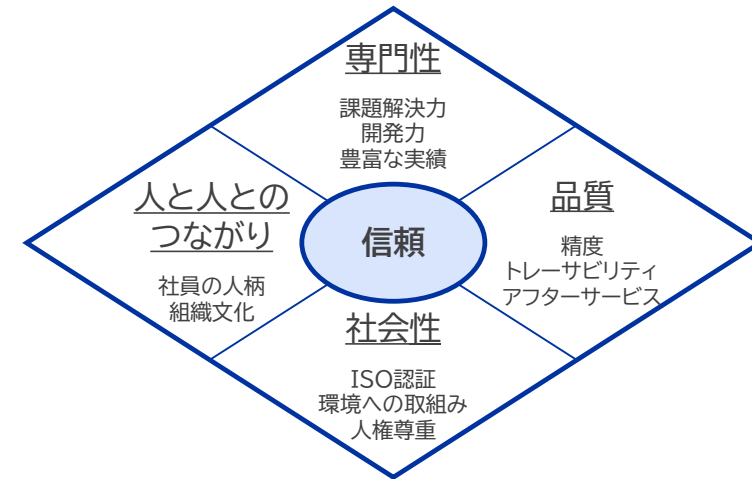 専門性
課題解決力
開発力
豊富な実績
人と人との
つながり
社員の人柄
組織文化
信頼
品質
精度
トレーサビリティ
アフターサービス
社会性
ISO認証
環境への取組み
人権尊重